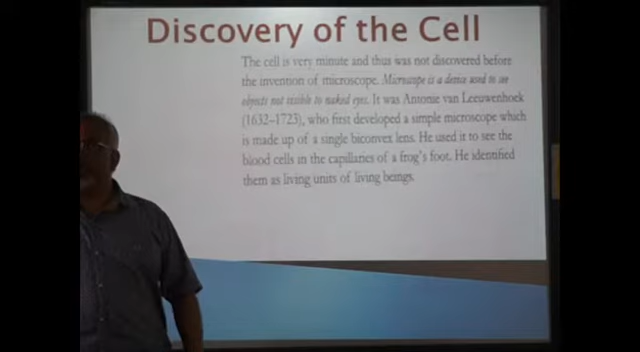 Discovery of the Cell
The cell is very minute and thus was not discovered before
the invention of microscope. Microscope is a device used to see
objects not visible to naked eyes. It was Antonie van Leeuwenhoek
(1632–1723), who first developed a simple microscope which
is made up of a single biconvex lens. He used it to see the
blood cells in the capillaries of a frog's foot. He identified
them as living units of living beings.